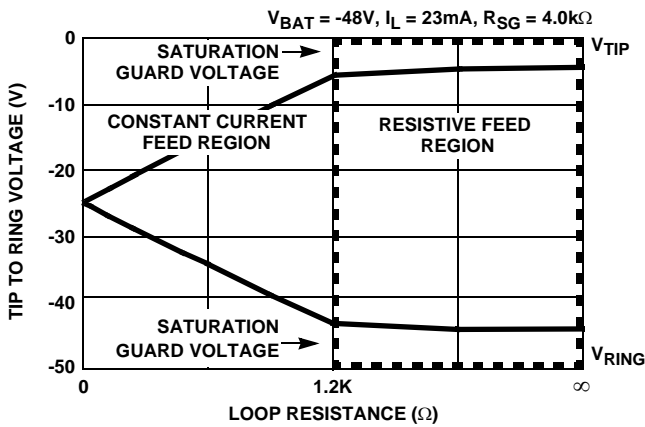 V_BAT = -48V, I_L = 23mA, R_SG = 4.0kΩ
0
-10
-20
-30
-40
-50
TIP TO RING VOLTAGE (V)
SATURATION
GUARD VOLTAGE
V_TIP
CONSTANT CURRENT
FEED REGION
RESISTIVE FEED
REGION
SATURATION
GUARD VOLTAGE
V_RING
0
1.2K
∞
LOOP RESISTANCE (Ω)